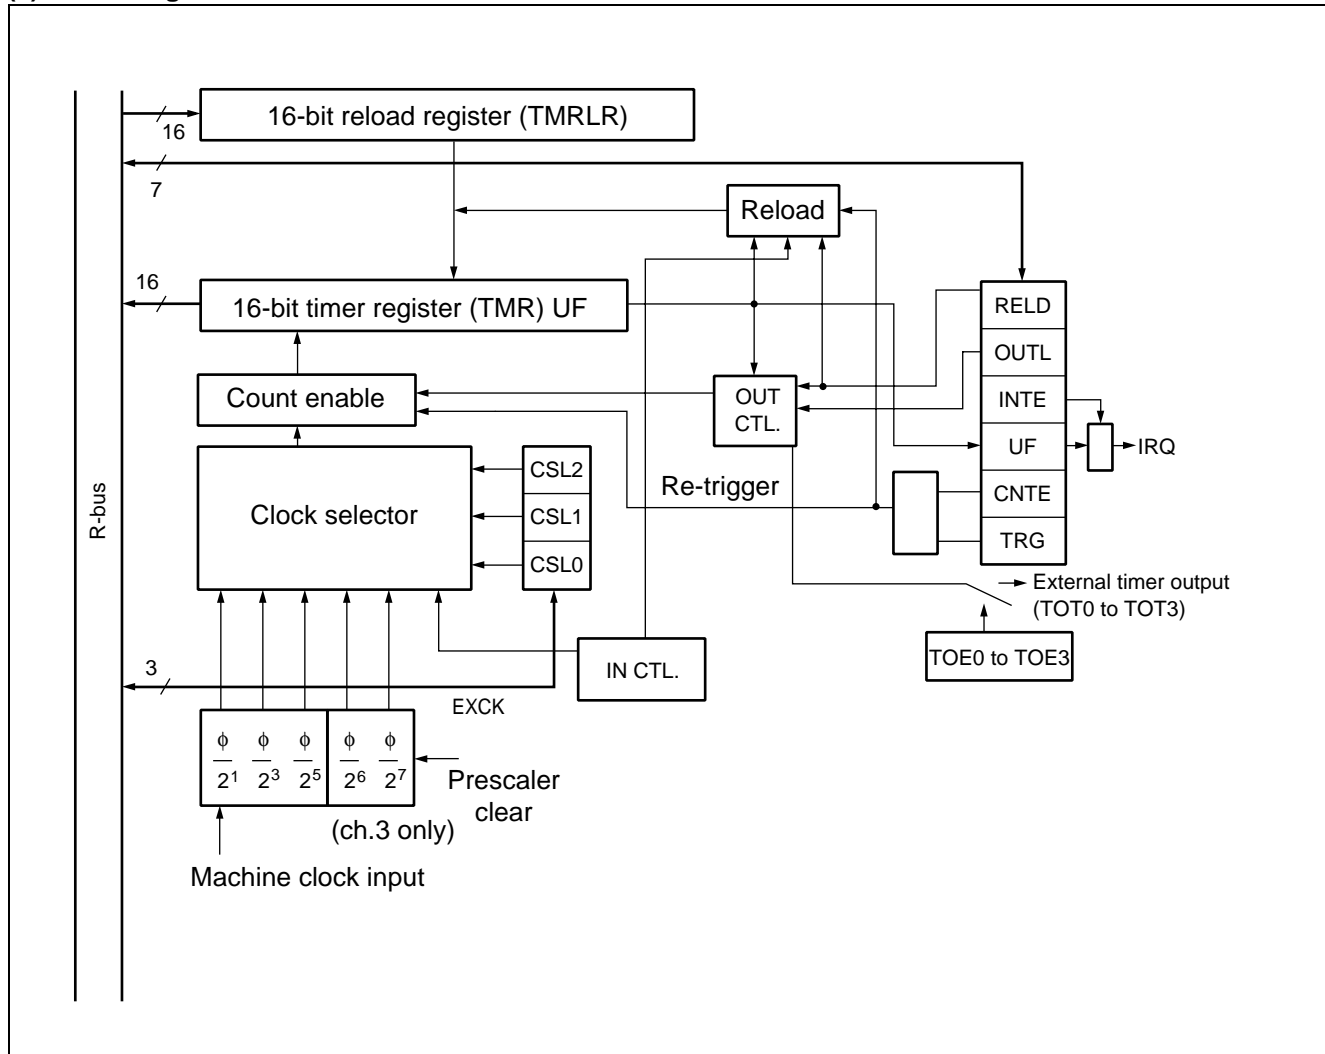 16-bit reload register (TMRLR)
16
7
Reload
16
16-bit timer register (TMR) UF
RELD
OUTL
INTE
UF
CNTE
TRG
IRQ
Count enable
OUT
CTL.
R-bus
Clock selector
CSL2
CSL1
CSL0
Re-trigger
External timer output
(TOT0 to TOT3)
TOE0 to TOE3
IN CTL.
3
EXCK
ϕ ϕ ϕ ϕ ϕ
2¹ 2³ 2⁵ 2⁶ 2⁷
Prescaler
clear
(ch.3 only)
Machine clock input